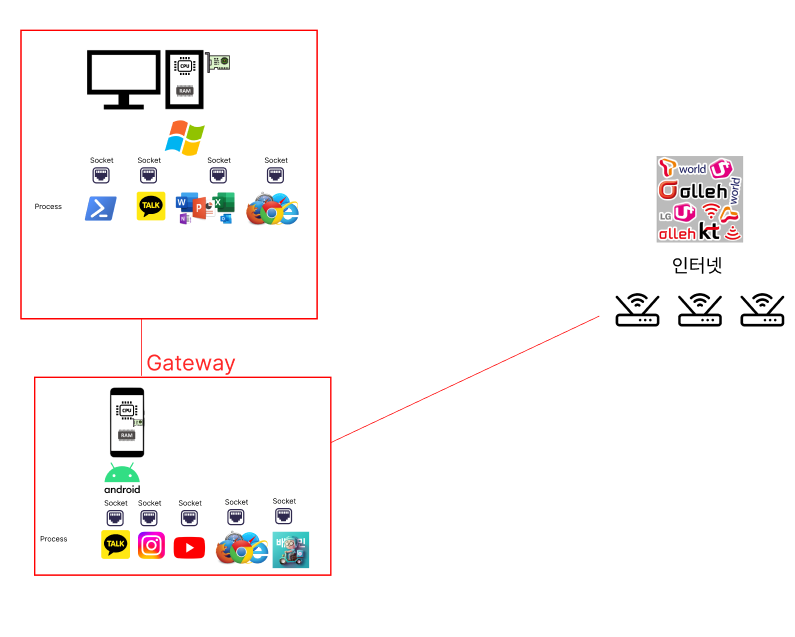 CPU
RAM
Socket
Socket
Socket
Socket
Process
TALK
W
P
X
N
T world
U+
olleh
world
LG U+
olleh kt
인터넷
Gateway
CPU
RAM
android
Socket
Socket
Socket
Socket
Socket
Process
TALK